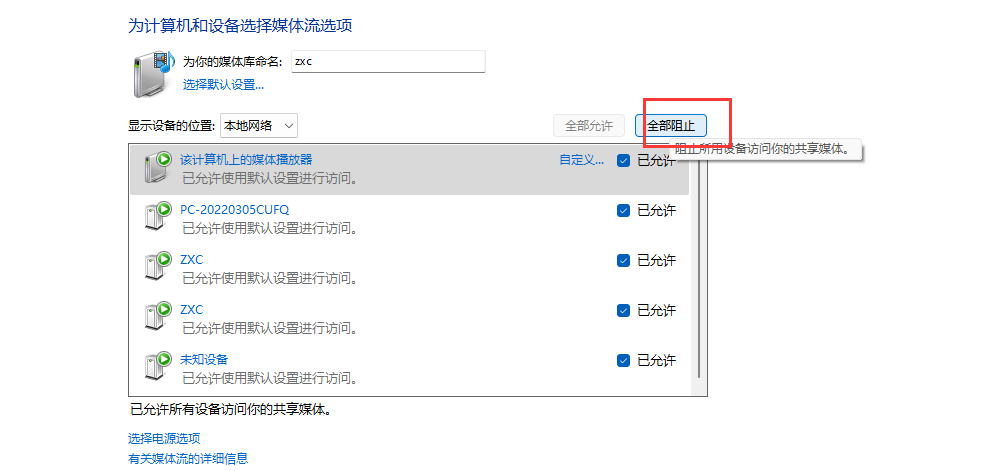 为计算机和设备选择媒体流选项
为你的媒体库命名: zxc
选择默认设置...
显示设备的位置: 本地网络 全部允许 全部阻止
阻止所用设备访问你的共享媒体。
该计算机上的媒体播放器 自定义... 已允许
已允许使用默认设置进行访问。
PC-20220305CUFQ 已允许
已允许使用默认设置进行访问。
ZXC 已允许
已允许使用默认设置进行访问。
ZXC 已允许
已允许使用默认设置进行访问。
未知设备 已允许
已允许使用默认设置进行访问。
已允许所有设备访问你的共享媒体。
选择电源选项
有关媒体流的详细信息